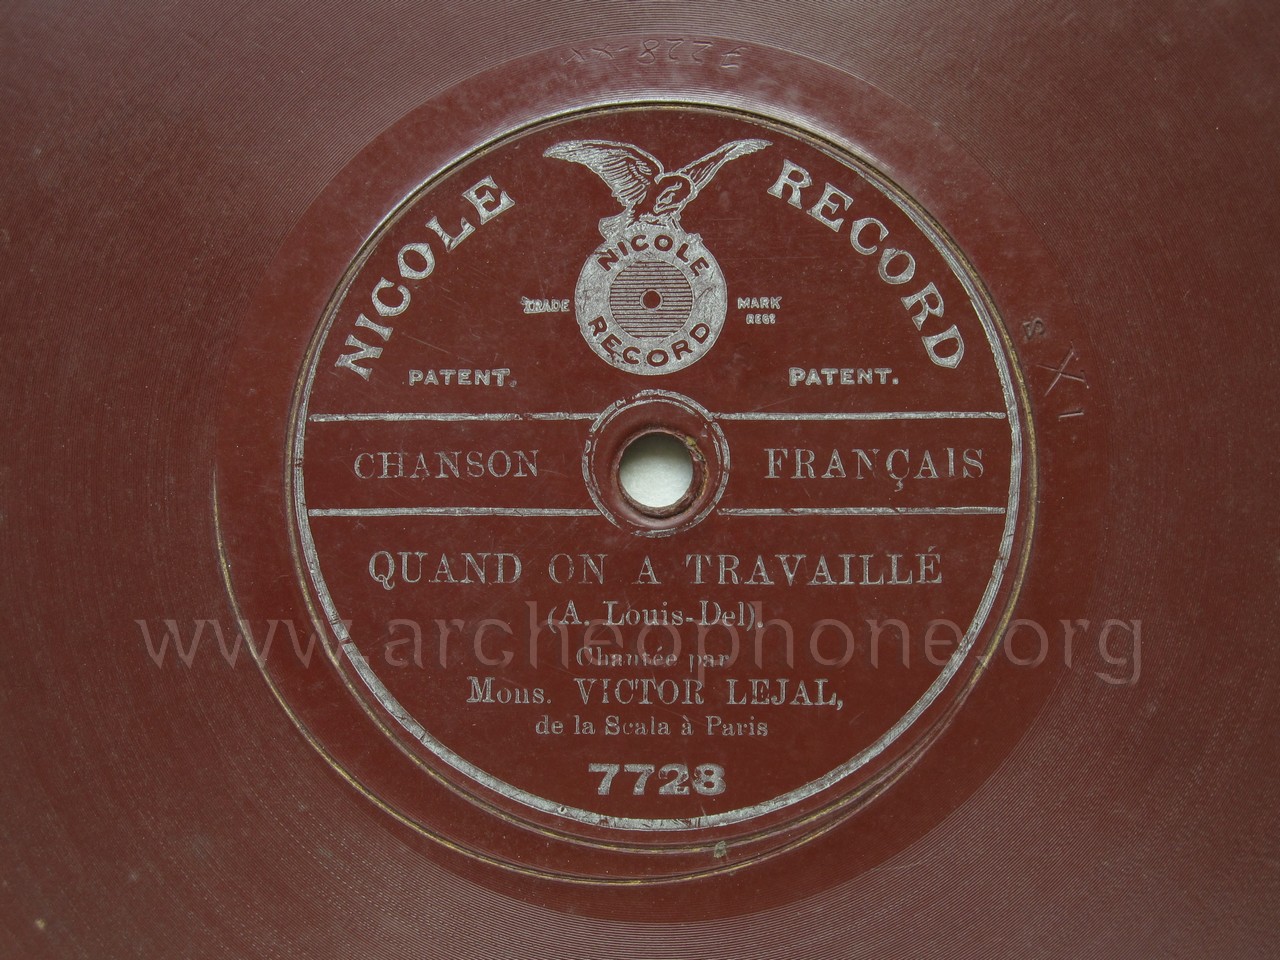 NICOLE RECORD
NICOLE
RECORD
TRADE MARK
REGD
PATENT. PATENT.
CHANSON FRANÇAIS
QUAND ON A TRAVAILLÉ
(A. Louis-Del).
www.archeophone.org
Chantée par
Mons. VICTOR LEJAL,
de la Scala à Paris
7728